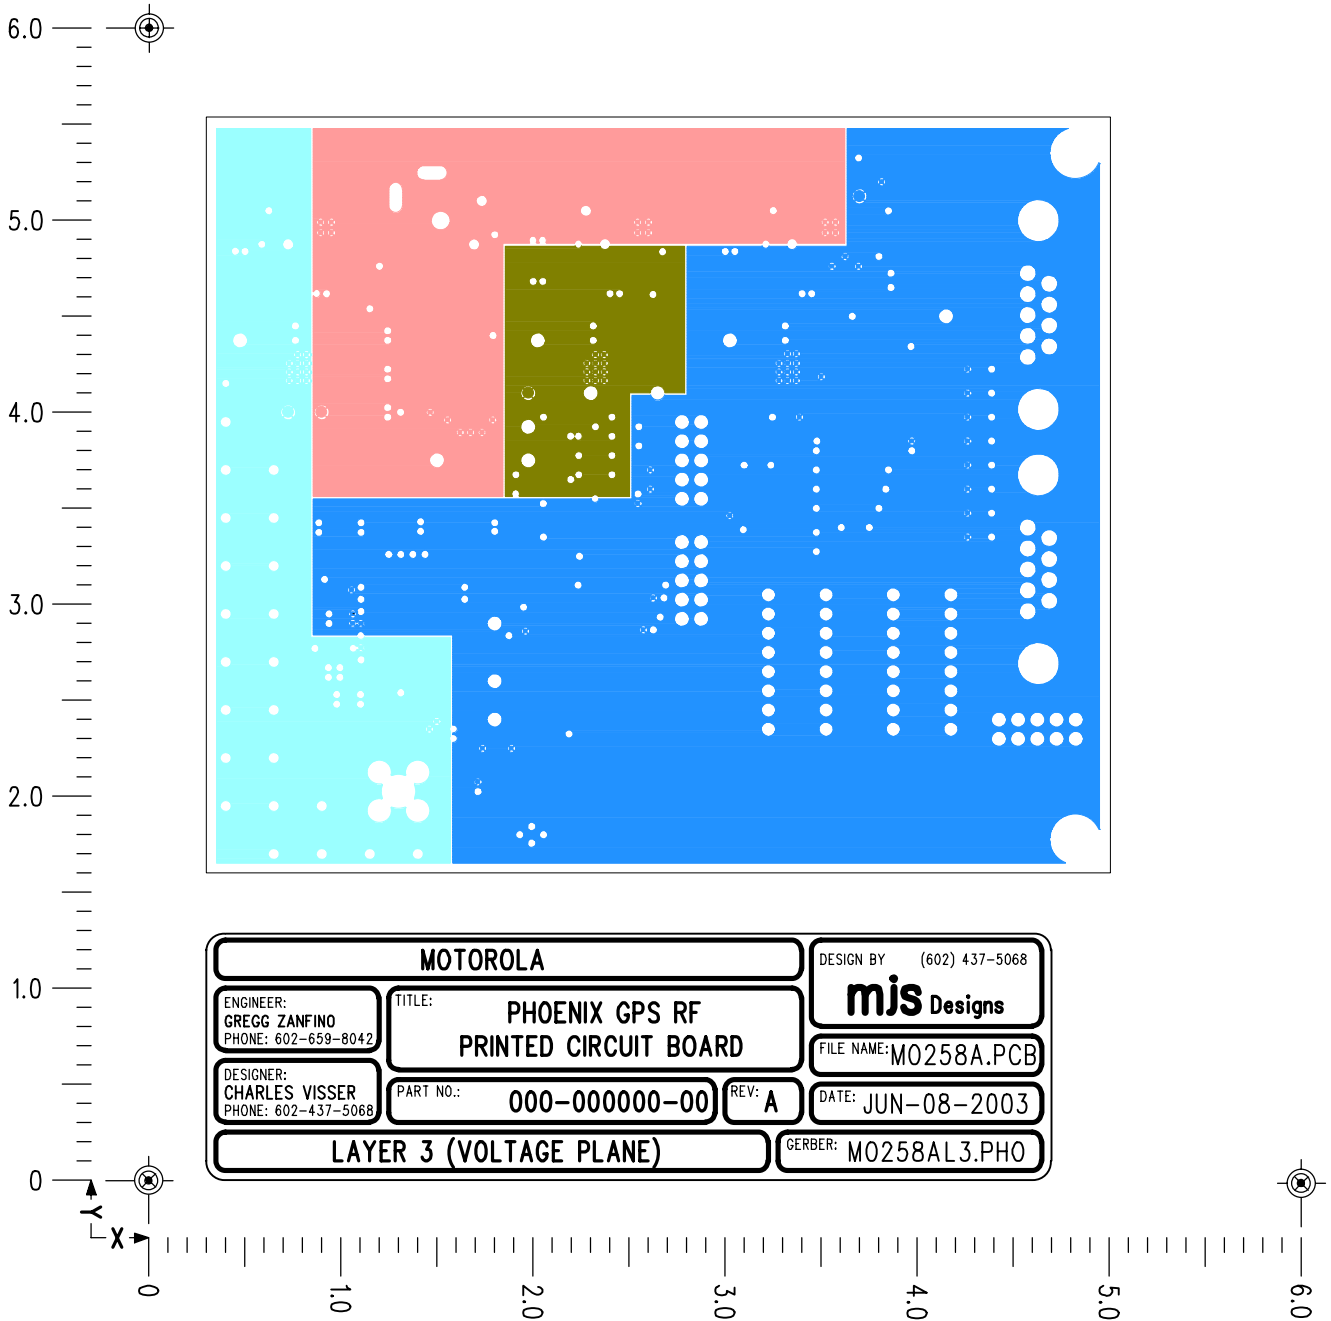 6.0
5.0
4.0
3.0
2.0
1.0
0
Y
X
0
1.0
2.0
3.0
4.0
5.0
6.0
MOTOROLA
ENGINEER:
GREGG ZANFINO
PHONE: 602-659-8042
TITLE:
PHOENIX GPS RF
PRINTED CIRCUIT BOARD
DESIGN BY (602) 437-5068
mjs Designs
FILE NAME: M0258A.PCB
DESIGNER:
CHARLES VISSER
PHONE: 602-437-5068
PART NO.: 000-000000-00
REV: A
DATE: JUN-08-2003
LAYER 3 (VOLTAGE PLANE)
GERBER: M0258AL3.PHO